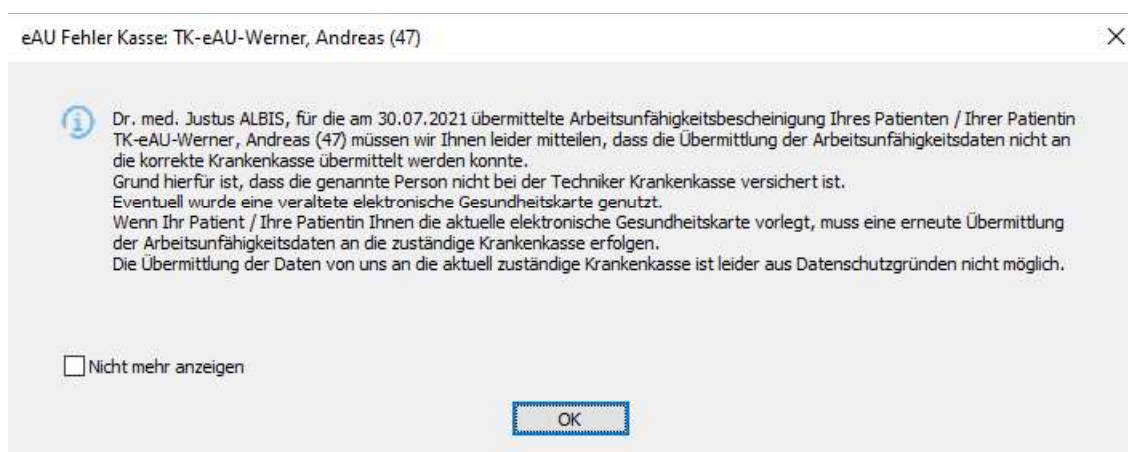 eAU Fehler Kasse: TK-eAU-Werner, Andreas (47)
Dr. med. Justus ALBIS, für die am 30.07.2021 übermittelte Arbeitsunfähigkeitsbescheinigung Ihres Patienten / Ihrer Patientin
TK-eAU-Werner, Andreas (47) müssen wir Ihnen leider mitteilen, dass die Übermittlung der Arbeitsunfähigkeitsdaten nicht an
die korrekte Krankenkasse übermittelt werden konnte.
Grund hierfür ist, dass die genannte Person nicht bei der Techniker Krankenkasse versichert ist.
Eventuell wurde eine veraltete elektronische Gesundheitskarte genutzt.
Wenn Ihr Patient / Ihre Patientin Ihnen die aktuelle elektronische Gesundheitskarte vorlegt, muss eine erneute Übermittlung
der Arbeitsunfähigkeitsdaten an die zuständige Krankenkasse erfolgen.
Die Übermittlung der Daten von uns an die aktuell zuständige Krankenkasse ist leider aus Datenschutzgründen nicht möglich.
Nicht mehr anzeigen
OK